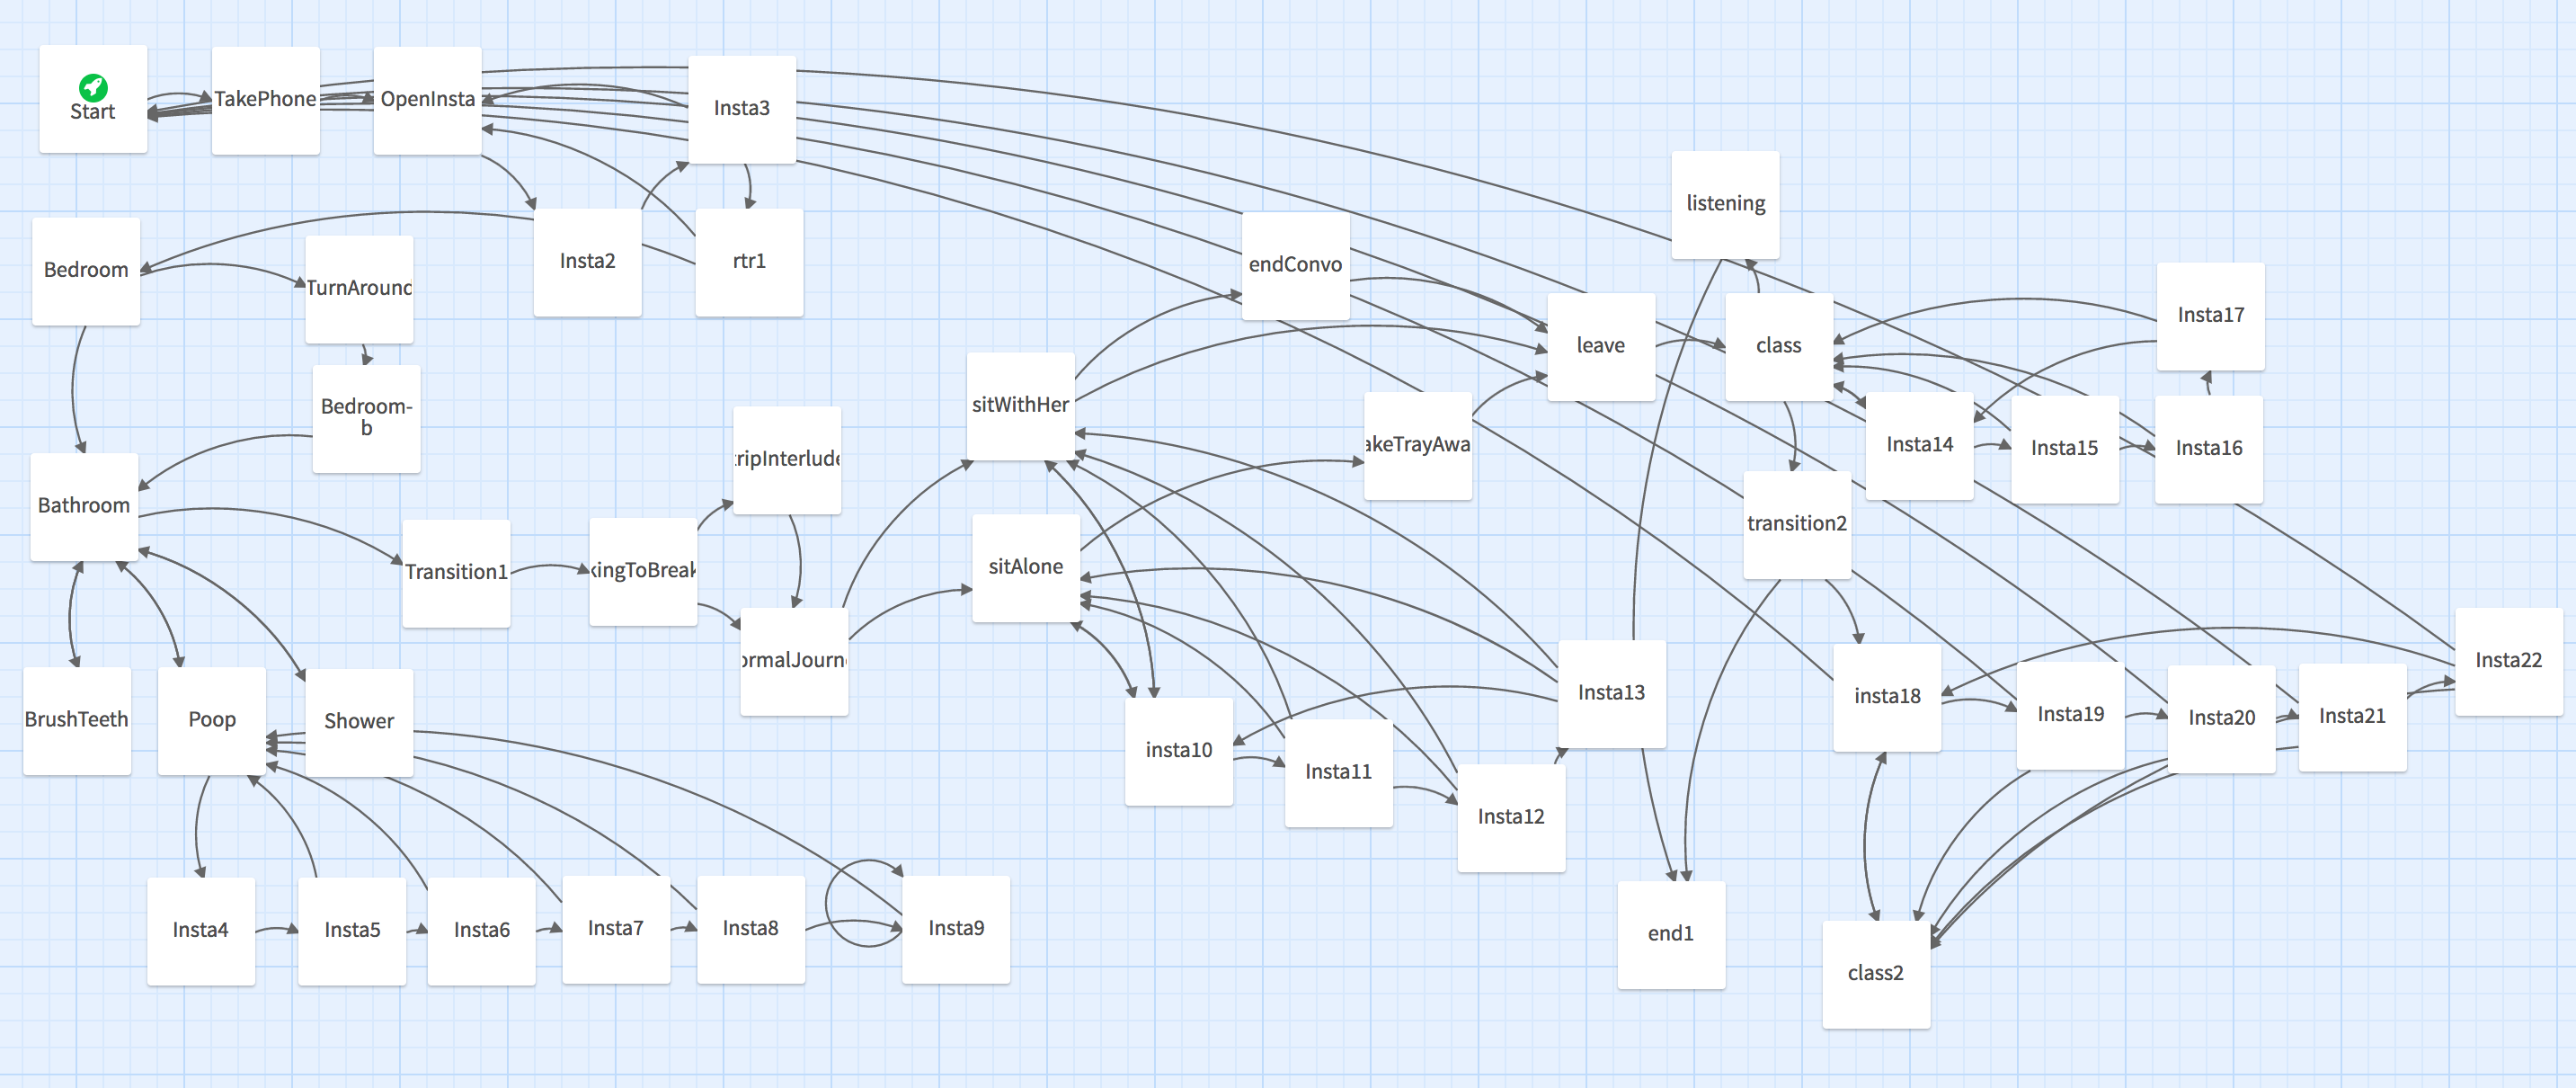 Start
TakePhone
OpenInsta
Insta3
listening
Bedroom
TurnAround
Insta2
rtr1
endConvo
Insta17
leave
class
Bedroom-
b
sitWithHer
akeTrayAwa
Insta14
Insta15
Insta16
tripInterlude
Bathroom
transition2
Transition1
kingToBreak
sitAlone
ormalJourne
BrushTeeth
Poop
Shower
insta10
Insta11
Insta12
Insta13
insta18
Insta19
Insta20
Insta21
Insta22
Insta4
Insta5
Insta6
Insta7
Insta8
Insta9
end1
class2